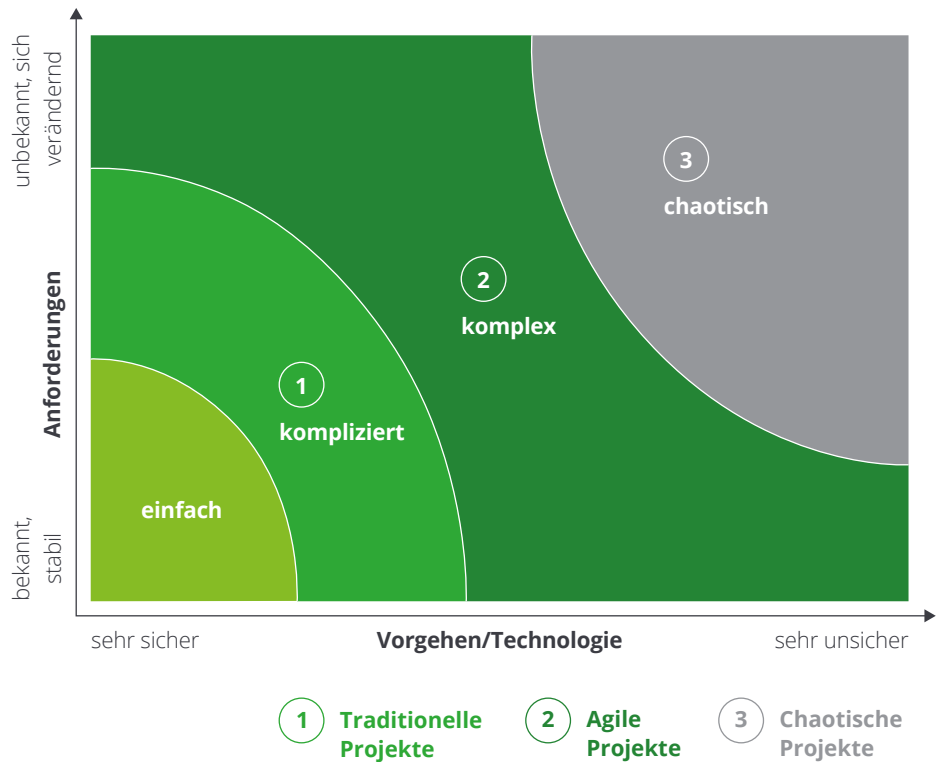 unbekannt, sich
verändernd
Anforderungen
bekannt,
stabil
3
chaotisch
2
komplex
1
kompliziert
einfach
sehr sicher
Vorgehen/Technologie
sehr unsicher
1
Traditionelle
Projekte
2
Agile
Projekte
3
Chaotische
Projekte